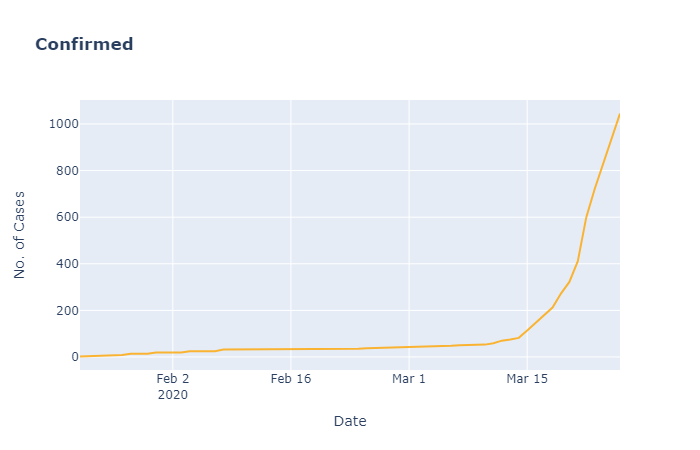 Confirmed
1000
800
600
400
200
0
No. of Cases
Feb 2
2020
Feb 16
Mar 1
Mar 15
Date